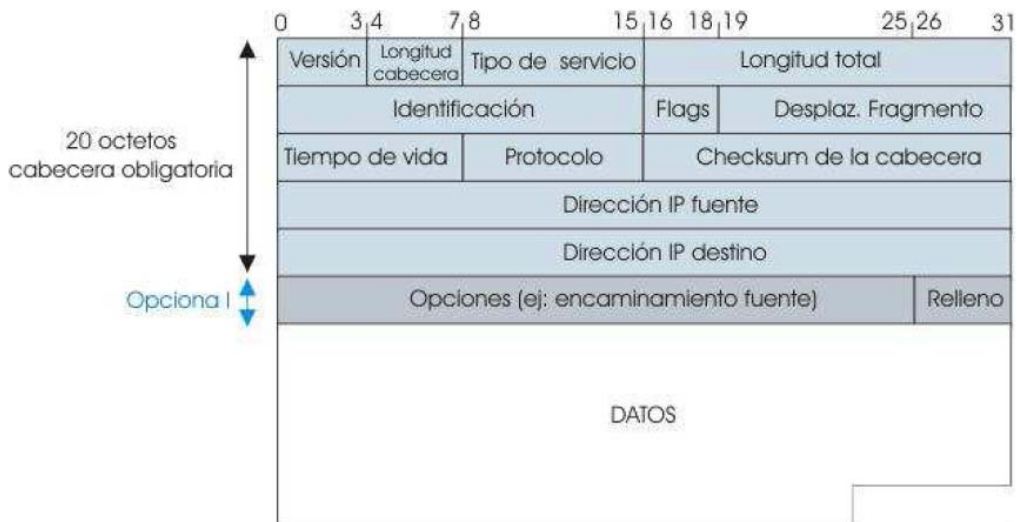 0 3 4 7 8 15 16 18 19 25 26 31
Versión
Longitud
cabecera
Tipo de servicio
Longitud total
Identificación
Flags
Desplaz. Fragmento
20 octetos
cabecera obligatoria
Tiempo de vida
Protocolo
Checksum de la cabecera
Dirección IP fuente
Dirección IP destino
Opciona l
Opciones (ej: encaminamiento fuente)
Relleno
DATOS